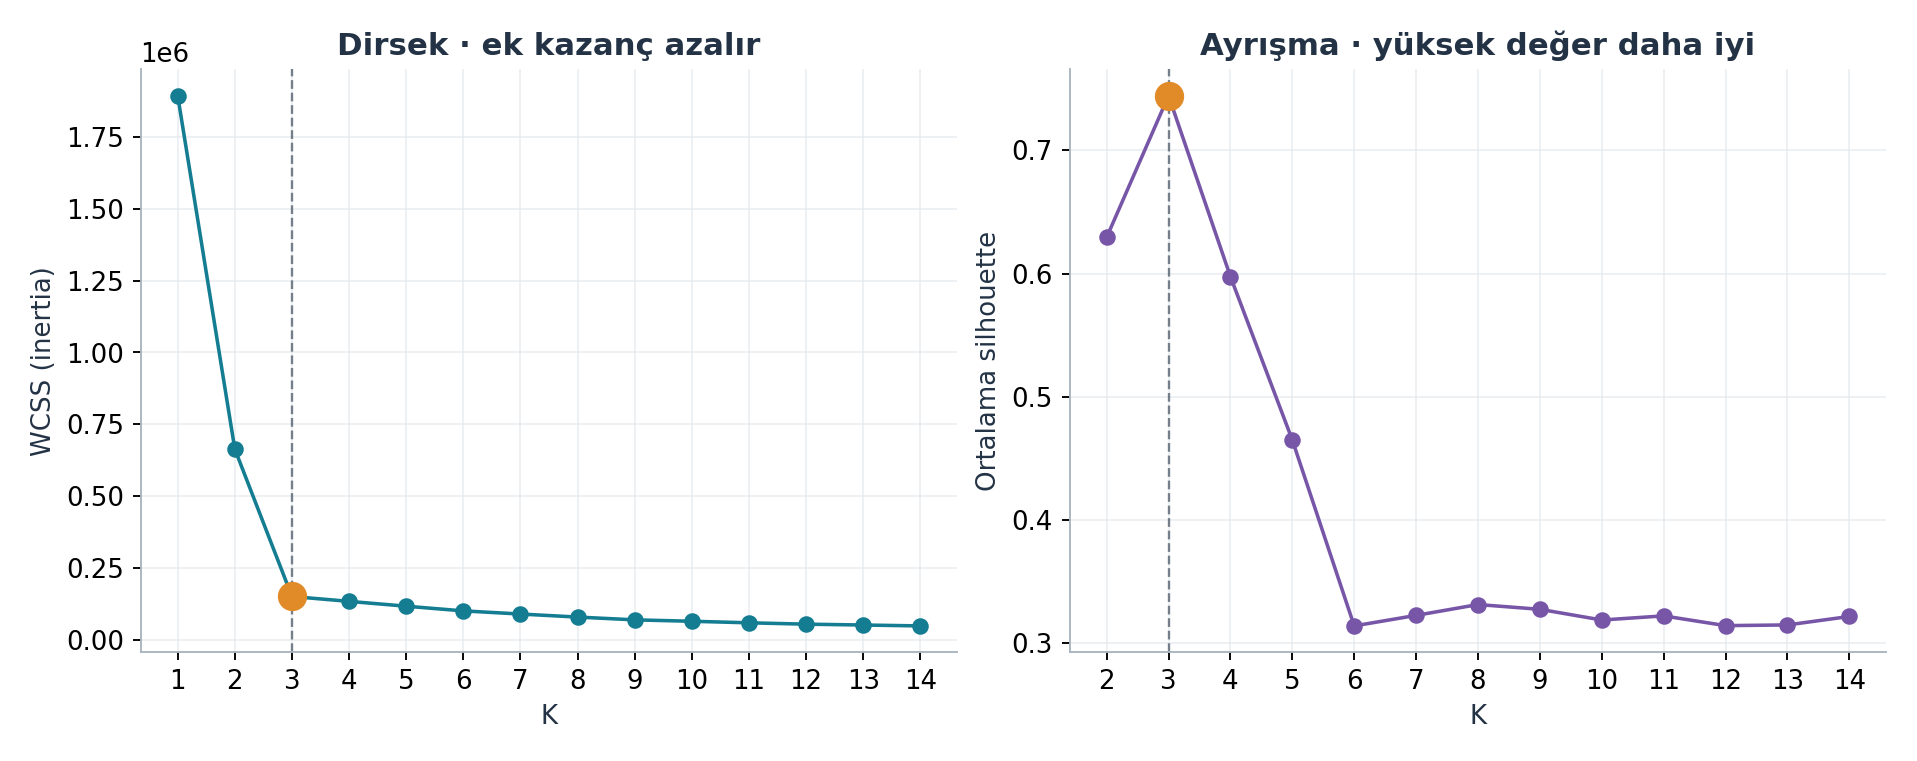 Dirsek · ek kazanç azalır
1e6
WCSS (inertia)
1.75
1.50
1.25
1.00
0.75
0.50
0.25
0.00
1 2 3 4 5 6 7 8 9 10 11 12 13 14
K
Ayrışma · yüksek değer daha iyi
Ortalama silhouette
0.7
0.6
0.5
0.4
0.3
2 3 4 5 6 7 8 9 10 11 12 13 14
K